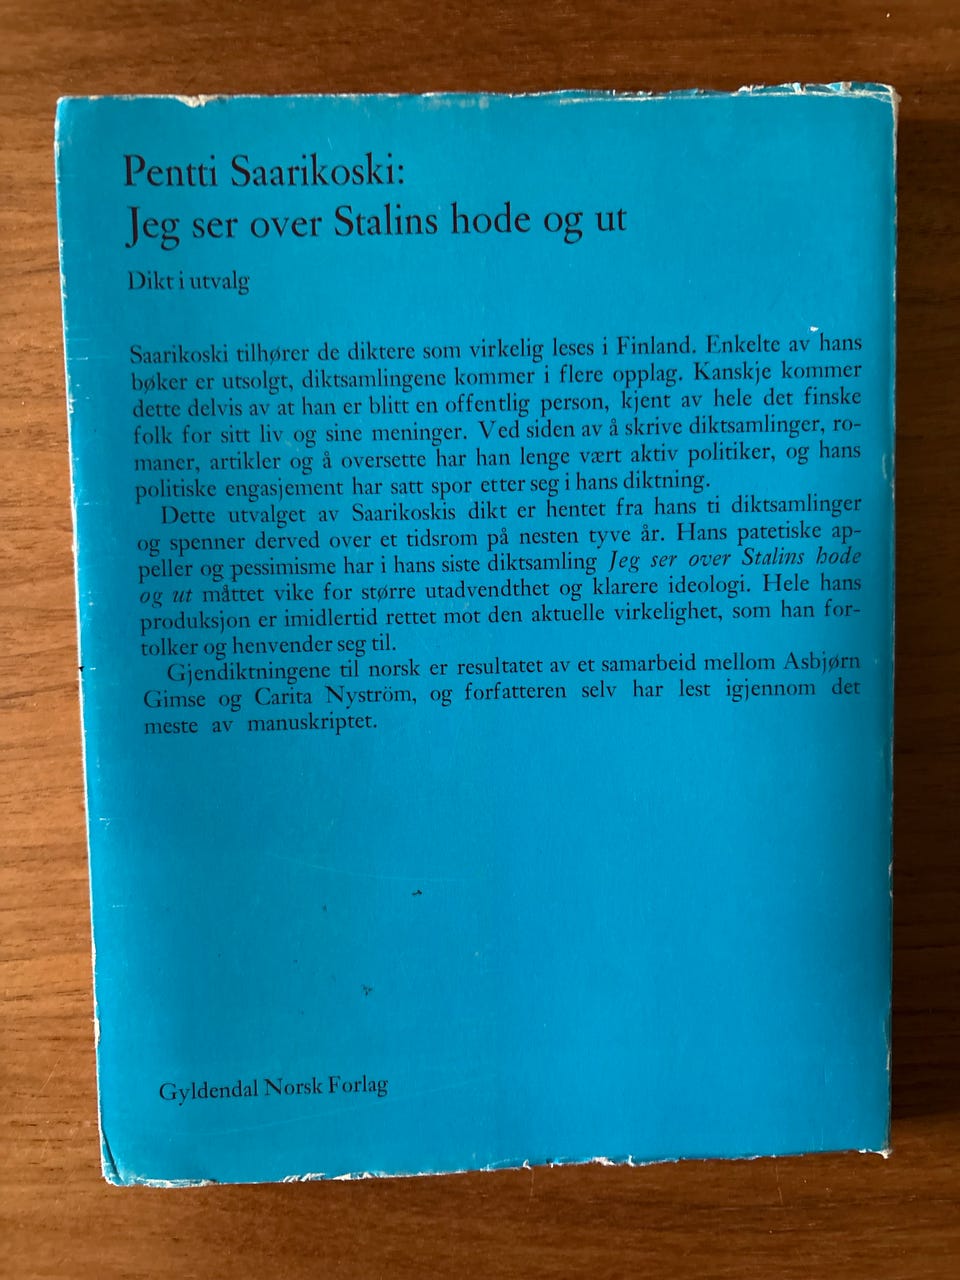 Pentti Saarikoski:
Jeg ser over Stalins hode og ut
Dikt i utvalg
Saarikoski tilhører de diktere som virkelig leses i Finland. Enkelte av hans
bøker er utsolgt, diktsamlingene kommer i flere opplag. Kanskje kommer
dette delvis av at han er blitt en offentlig person, kjent av hele det finske
folk for sitt liv og sine meninger. Ved siden av å skrive diktsamlinger, ro-
maner, artikler og å oversette har han lenge vært aktiv politiker, og hans
politiske engasjement har satt spor etter seg i hans diktning.
Dette utvalget av Saarikoskis dikt er hentet fra hans ti diktsamlinger
og spenner derved over et tidsrom på nesten tyve år. Hans patetiske ap-
peller og pessimisme har i hans siste diktsamling Jeg ser over Stalins hode
og ut måttet vike for større utadvendthet og klarere ideologi. Hele hans
produksjon er imidlertid rettet mot den aktuelle virkelighet, som han for-
tolker og henvender seg til.
Gjendiktningene til norsk er resultatet av et samarbeid mellom Asbjørn
Gimse og Carita Nyström, og forfatteren selv har lest igjennom det
meste av manuskriptet.
Gyldendal Norsk Forlag